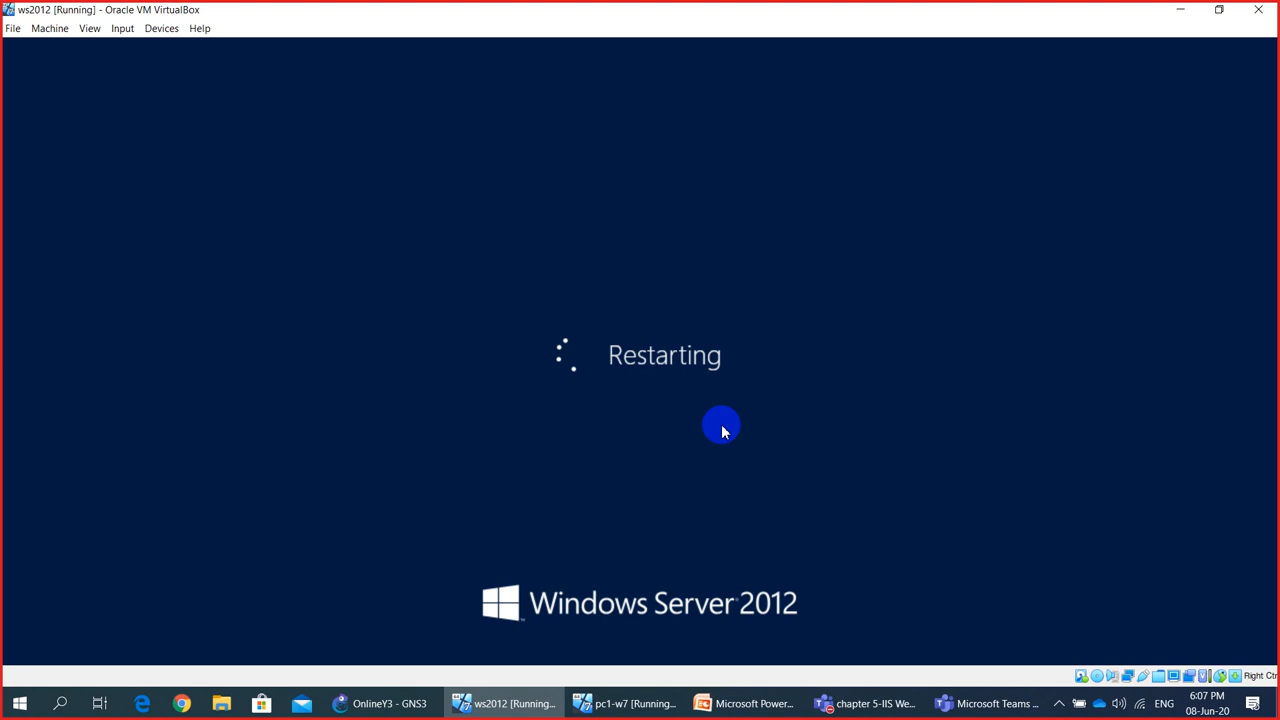 ws2012 [Running] - Oracle VM VirtualBox
File Machine View Input Devices Help
Restarting
Windows Server 2012
Right Ctr
OnlineY3 - GNS3
ws2012 [Running...
pc1-w7 [Running...
Microsoft Power...
chapter 5-IIS We...
Microsoft Teams ...
ENG
6:07 PM
08-Jun-20